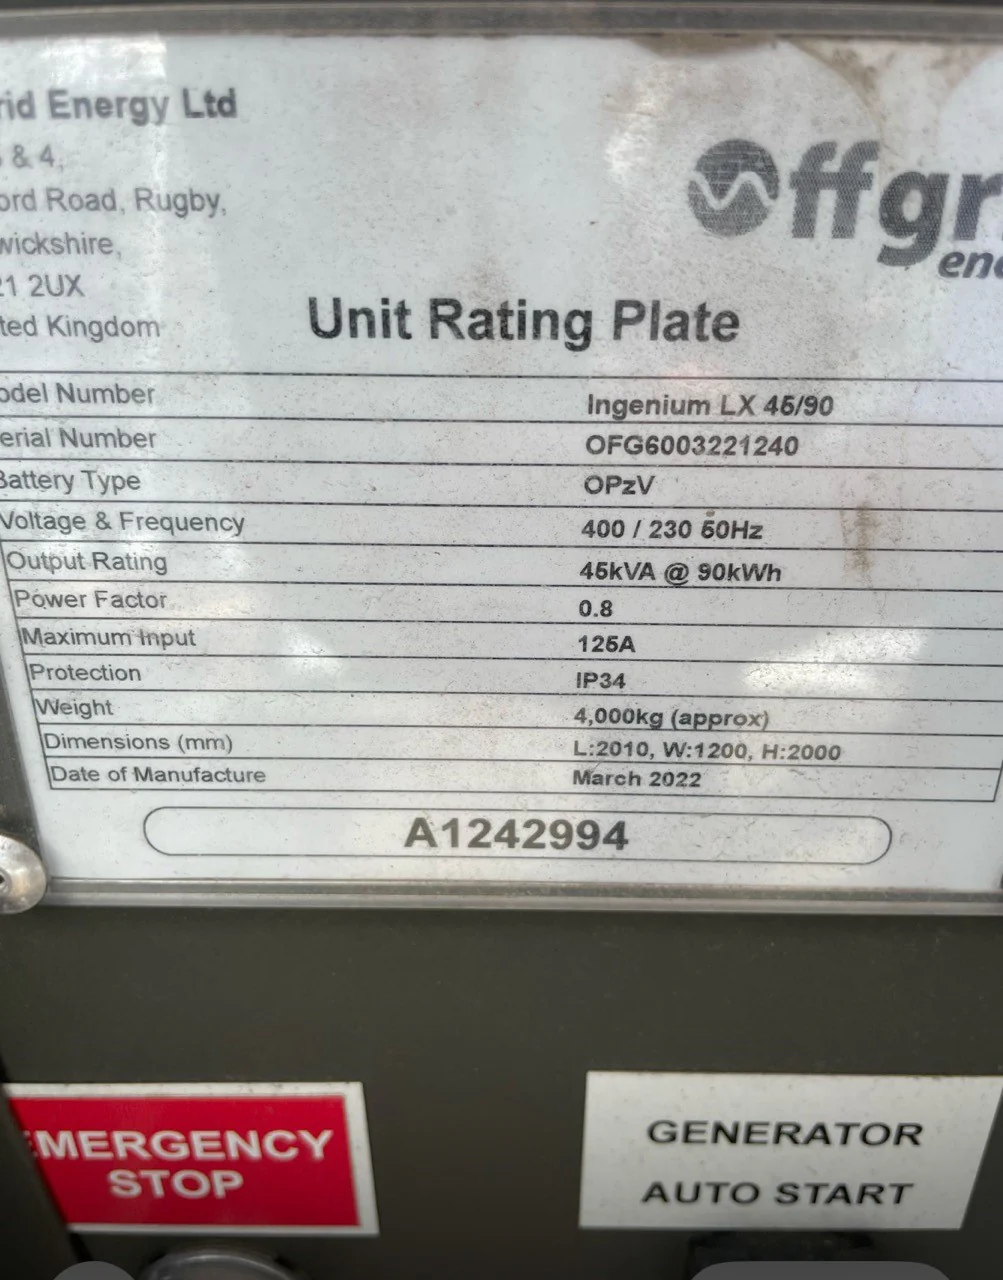 rid Energy Ltd
& 4,
ord Road, Rugby,
wickshire,
21 2UX
ted Kingdom
Offgr
ene
Unit Rating Plate
odel Number Ingenium LX 45/90
erial Number OFG6003221240
Battery Type OPzV
Voltage & Frequency 400 / 230 50Hz
Output Rating 45kVA @ 90kWh
Power Factor 0.8
Maximum Input 125A
Protection IP34
Weight 4,000kg (approx)
Dimensions (mm) L:2010, W:1200, H:2000
Date of Manufacture March 2022
A1242994
EMERGENCY
STOP
GENERATOR
AUTO START